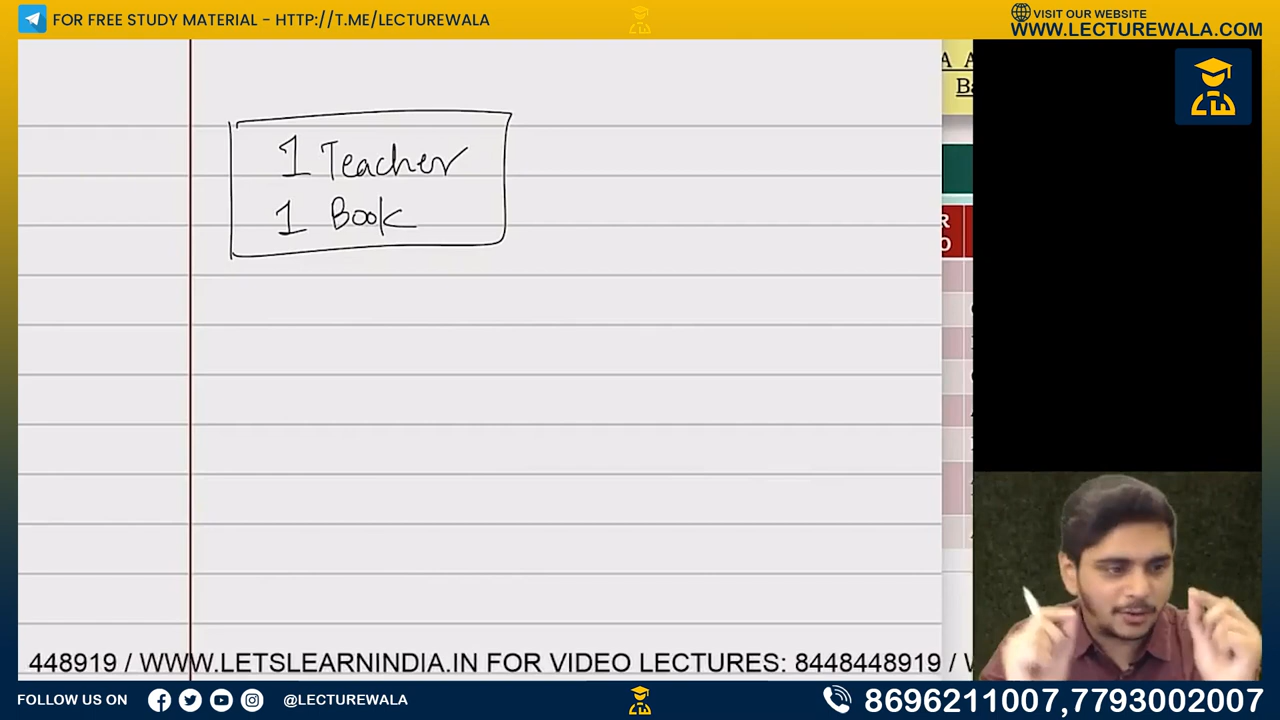 FOR FREE STUDY MATERIAL - HTTP://T.ME/LECTUREWALA
VISIT OUR WEBSITE
WWW.LECTUREWALA.COM
1 Teacher
1 Book
448919 / WWW.LETSLEARNINDIA.IN FOR VIDEO LECTURES: 8448448919 /
FOLLOW US ON
@LECTUREWALA
8696211007,7793002007